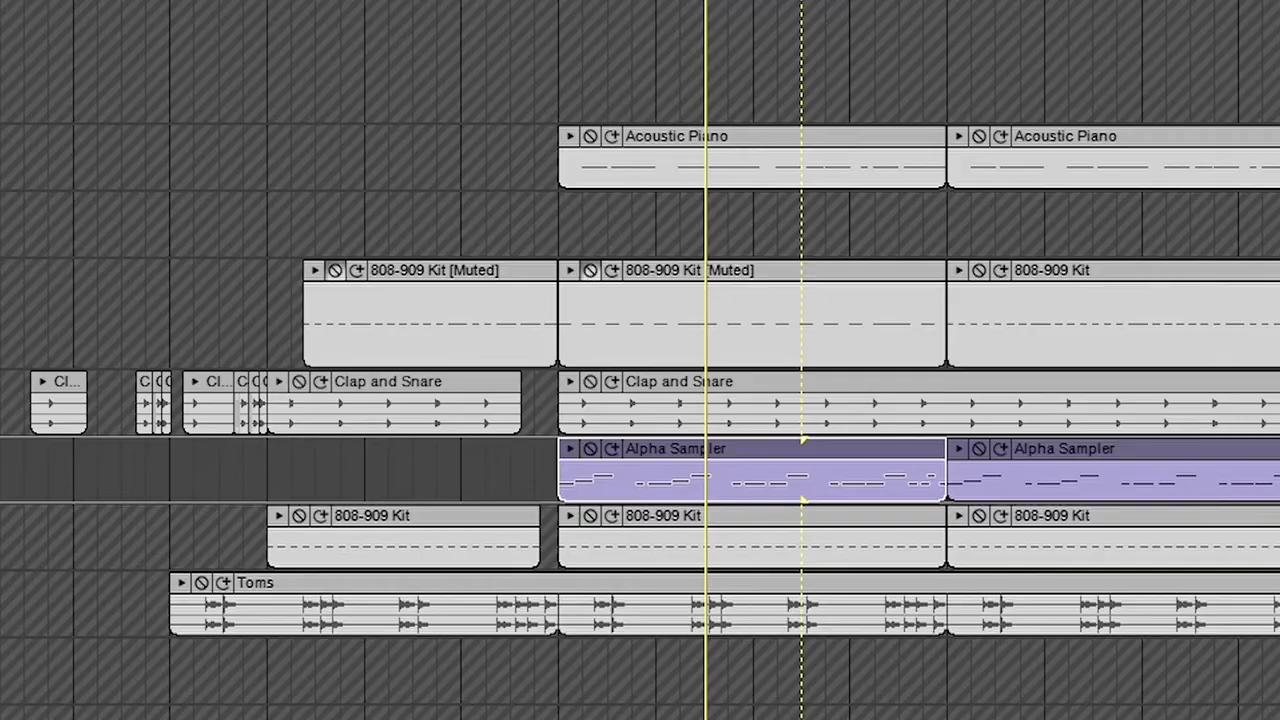 Acoustic Piano Acoustic Piano
808-909 Kit [Muted] 808-909 Kit [Muted] 808-909 Kit
Cl... C C C Cl... C C C Clap and Snare Clap and Snare
Alpha Sampler Alpha Sampler
808-909 Kit 808-909 Kit 808-909 Kit
Toms